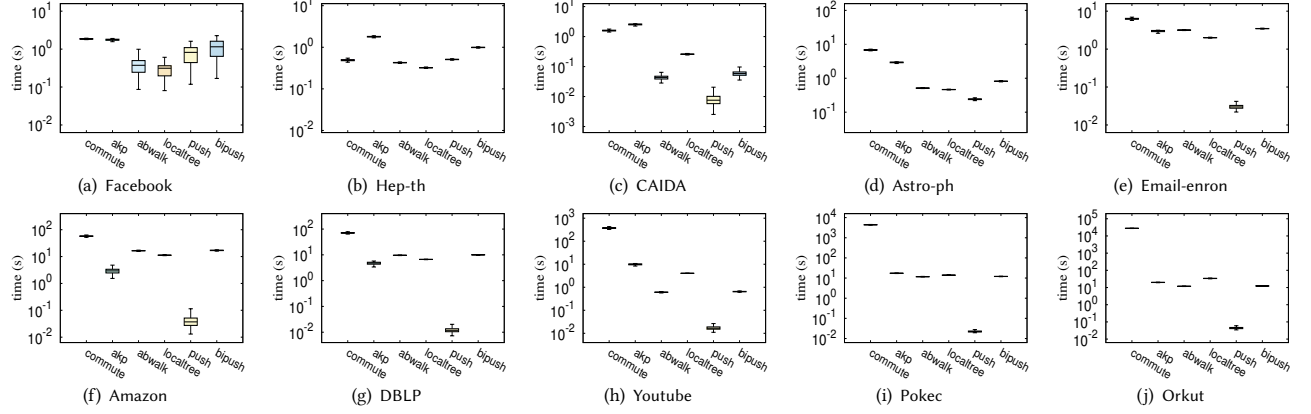 10^1
10^0
10^-1
10^-2
time (s)
commute
akp
abwalk
localtree
push
bipush
(a) Facebook
10^1
10^0
10^-1
time (s)
commute
akp
abwalk
localtree
push
bipush
(b) Hep-th
10^1
10^0
10^-1
10^-2
10^-3
time (s)
commute
akp
abwalk
localtree
push
bipush
(c) CAIDA
10^2
10^1
10^0
10^-1
time (s)
commute
akp
abwalk
localtree
push
bipush
(d) Astro-ph
10^1
10^0
10^-1
10^-2
time (s)
commute
akp
abwalk
localtree
push
bipush
(e) Email-enron
10^2
10^1
10^0
10^-1
10^-2
time (s)
commute
akp
abwalk
localtree
push
bipush
(f) Amazon
10^2
10^1
10^0
10^-1
10^-2
time (s)
commute
akp
abwalk
localtree
push
bipush
(g) DBLP
10^3
10^2
10^1
10^0
10^-1
10^-2
time (s)
commute
akp
abwalk
localtree
push
bipush
(h) Youtube
10^4
10^3
10^2
10^1
10^0
10^-1
10^-2
time (s)
commute
akp
abwalk
localtree
push
bipush
(i) Pokec
10^5
10^4
10^3
10^2
10^1
10^0
10^-1
10^-2
time (s)
commute
akp
abwalk
localtree
push
bipush
(j) Orkut